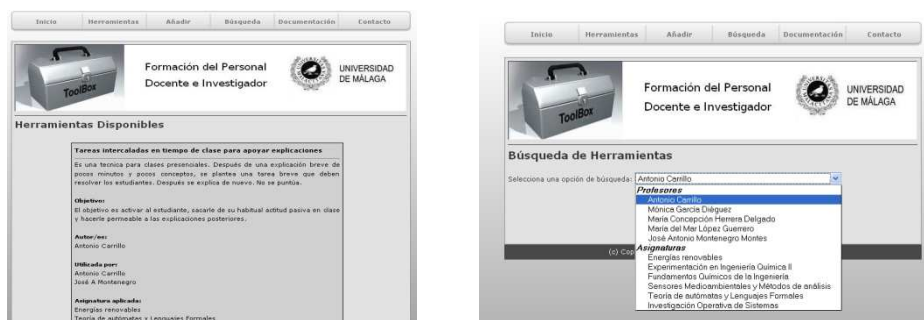 Inicio Herramientas Añadir Búsqueda Documentación Contacto
ToolBox
Formación del Personal
Docente e Investigador
UNIVERSIDAD
DE MÁLAGA
Herramientas Disponibles
Tareas intercaladas en tiempo de clase para apoyar explicaciones
Es una tecnica para clases presenciales. Después de una explicación breve de
pocos minutos y pocos conceptos, se plantea una tarea breve que deben
resolver los estudiantes. Después se explica de nuevo. No se puntúa.
Objetivo:
El objetivo es activar al estudiante, sacarle de su habitual actitud pasiva en clase
y hacerle permeable a las explicaciones posteriores.
Autor/es:
Antonio Carrillo
Utilizada por:
Antonio Carrillo
José A Montenegro
Asignatura aplicada:
Energías renovables
Teoría de autómatas y Lenguajes Formales
Inicio Herramientas Añadir Búsqueda Documentación Contacto
ToolBox
Formación del Personal
Docente e Investigador
UNIVERSIDAD
DE MÁLAGA
Búsqueda de Herramientas
Selecciona una opción de búsqueda: Antonio Carrillo
Profesores
Antonio Carrillo
Mónica García Diéguez
María Concepción Herrera Delgado
María del Mar López Guerrero
José Antonio Montenegro Montes
Asignaturas
Energías renovables
Experimentación en Ingeniería Química II
Fundamentos Químicos de la Ingeniería
Sensores Medioambientales y Métodos de análisis
Teoría de autómatas y Lenguajes Formales
Investigación Operativa de Sistemas
(c) Cop